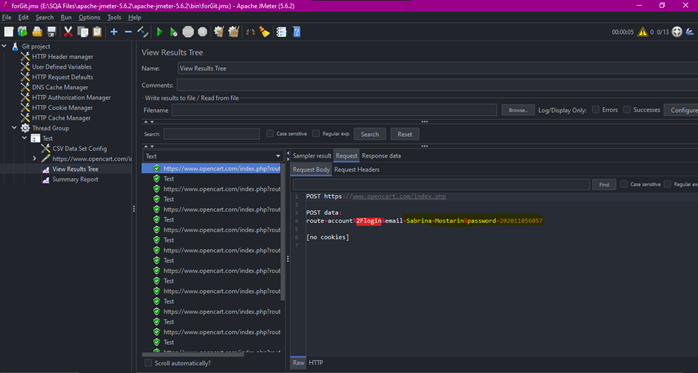 forGit.jmx (E:\SQA Files\apache-jmeter-5.6.2\apache-jmeter-5.6.2\bin\forGit.jmx) - Apache JMeter (5.6.2)
File Edit Search Run Options Tools Help
00:00:05 0 0/13
Git project
HTTP Header manager
User Defined Variables
HTTP Request Defaults
DNS Cache Manager
HTTP Authorization Manager
HTTP Cookie Manager
HTTP Cache Manager
Thread Group
Test
CSV Data Set Config
https://www.opencart.com/i
View Results Tree
Summary Report
View Results Tree
Name: View Results Tree
Comments:
Write results to file / Read from file
Filename Browse... Log/Display Only: Errors Successes Configure
Search: Case sensitive Regular exp. Search Reset
Text
https://www.opencart.com/index.php?rout
Test
https://www.opencart.com/index.php?rout
Test
https://www.opencart.com/index.php?rout
Test
https://www.opencart.com/index.php?rout
Test
https://www.opencart.com/index.php?rout
Test
https://www.opencart.com/index.php?rout
Test
https://www.opencart.com/index.php?rout
Test
https://www.opencart.com/index.php?rout
Test
https://www.opencart.com/index.php?rout
Test
https://www.opencart.com/index.php?rout
Scroll automatically?
Sampler result Request Response data
Request Body Request Headers
Find Case sensitive Regular exp
1 POST https://www.opencart.com/index.php
2
3 POST data:
4 route=account%2Flogin&email=Sabrina+Mostarin&password=202011056057
5
6 [no cookies]
7
Raw HTTP